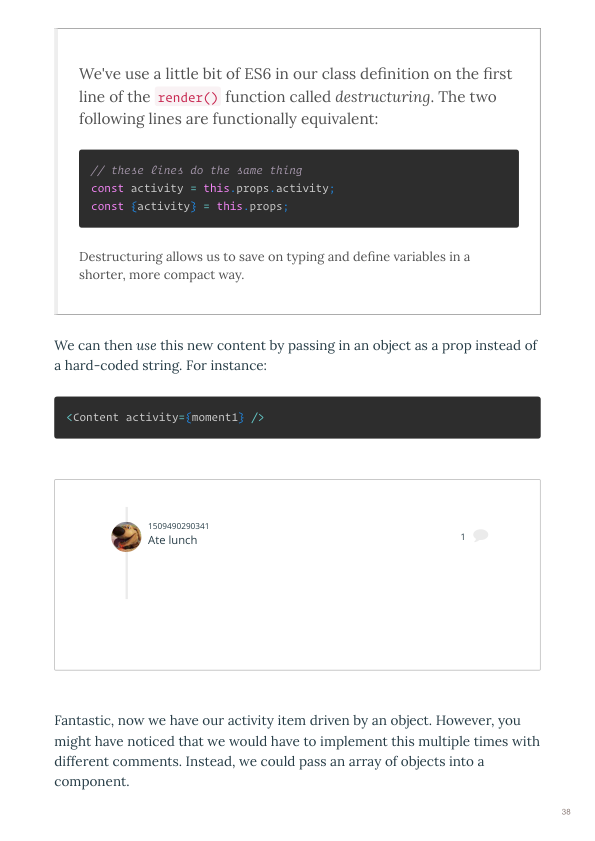 We've use a little bit of ES6 in our class definition on the first
line of the render() function called destructuring. The two
following lines are functionally equivalent:
// these lines do the same thing
const activity = this.props.activity;
const {activity} = this.props;
Destructuring allows us to save on typing and define variables in a
shorter, more compact way.
We can then use this new content by passing in an object as a prop instead of
a hard-coded string. For instance:
<Content activity={moment1} />
1509490290341
Ate lunch
1
Fantastic, now we have our activity item driven by an object. However, you
might have noticed that we would have to implement this multiple times with
different comments. Instead, we could pass an array of objects into a
component.
38